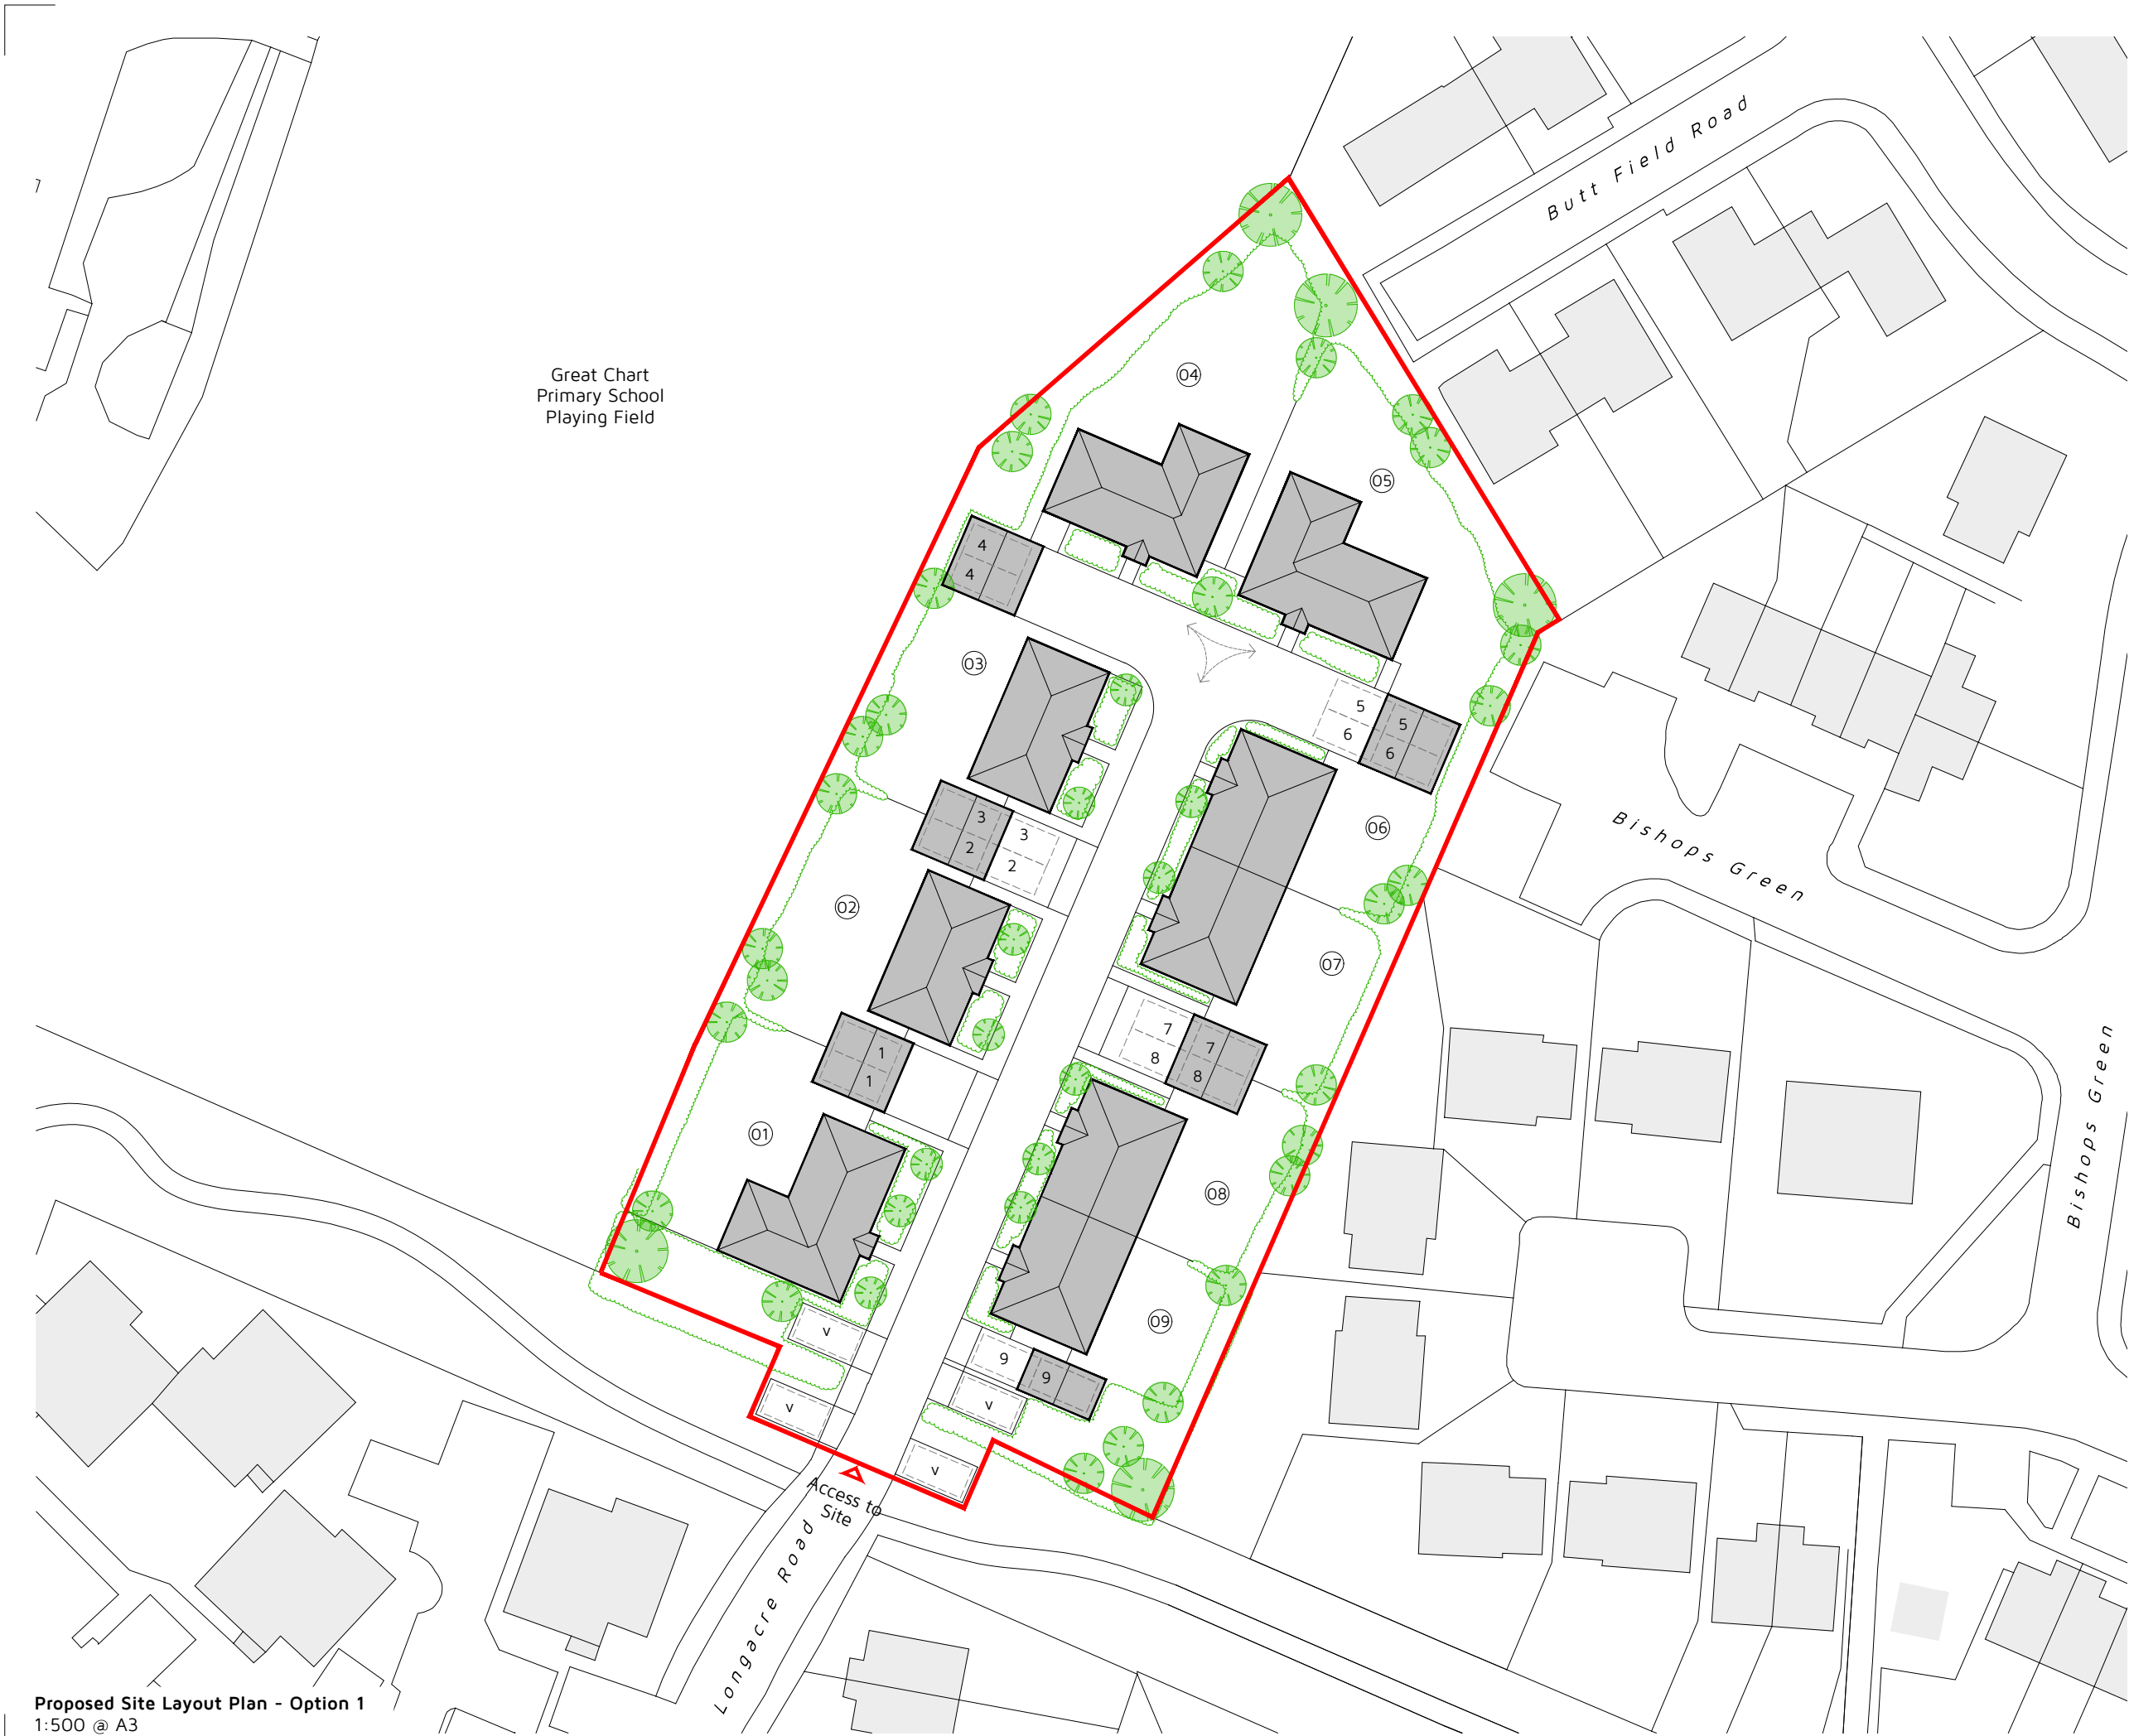 Butt Field Road
Great Chart
Primary School
Playing Field
04
05
4
4
03
5
6
5
6
3
2
3
2
06
Bishops Green
02
07
7
8
7
8
1
1
Bishops Green
01
08
09
v
9
9
v
v
v
Access to
Site
Longacre Road
Proposed Site Layout Plan - Option 1
1:500 @ A3